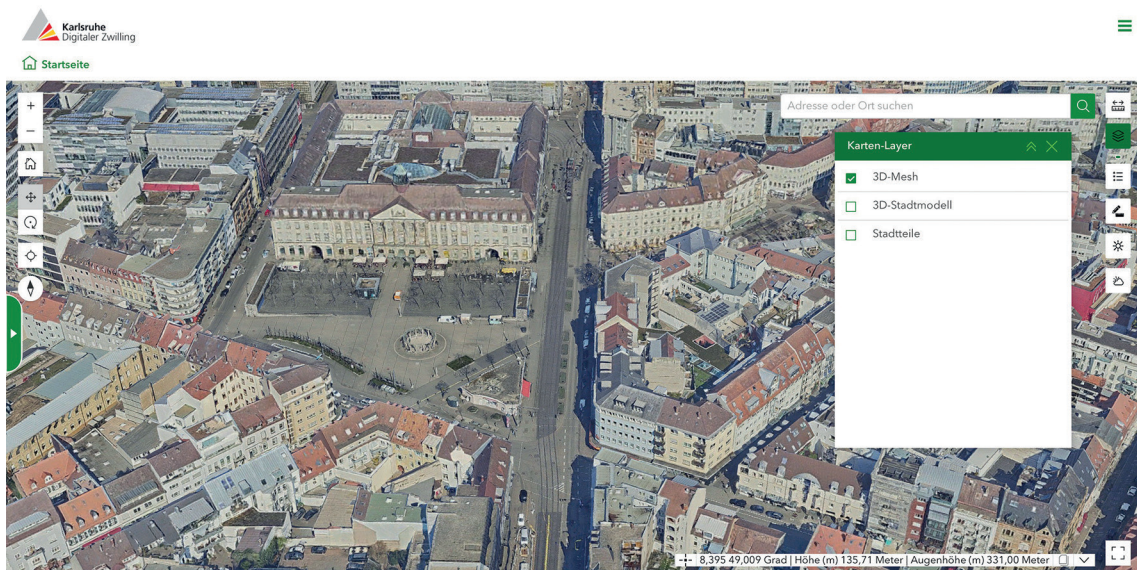 Karlsruhe
Digitaler Zwilling
Startseite
Adresse oder Ort suchen
Karten-Layer
3D-Mesh
3D-Stadtmodell
Stadtteile
8,395 49,009 Grad | Höhe (m) 135,71 Meter | Augenhöhe (m) 331,00 Meter